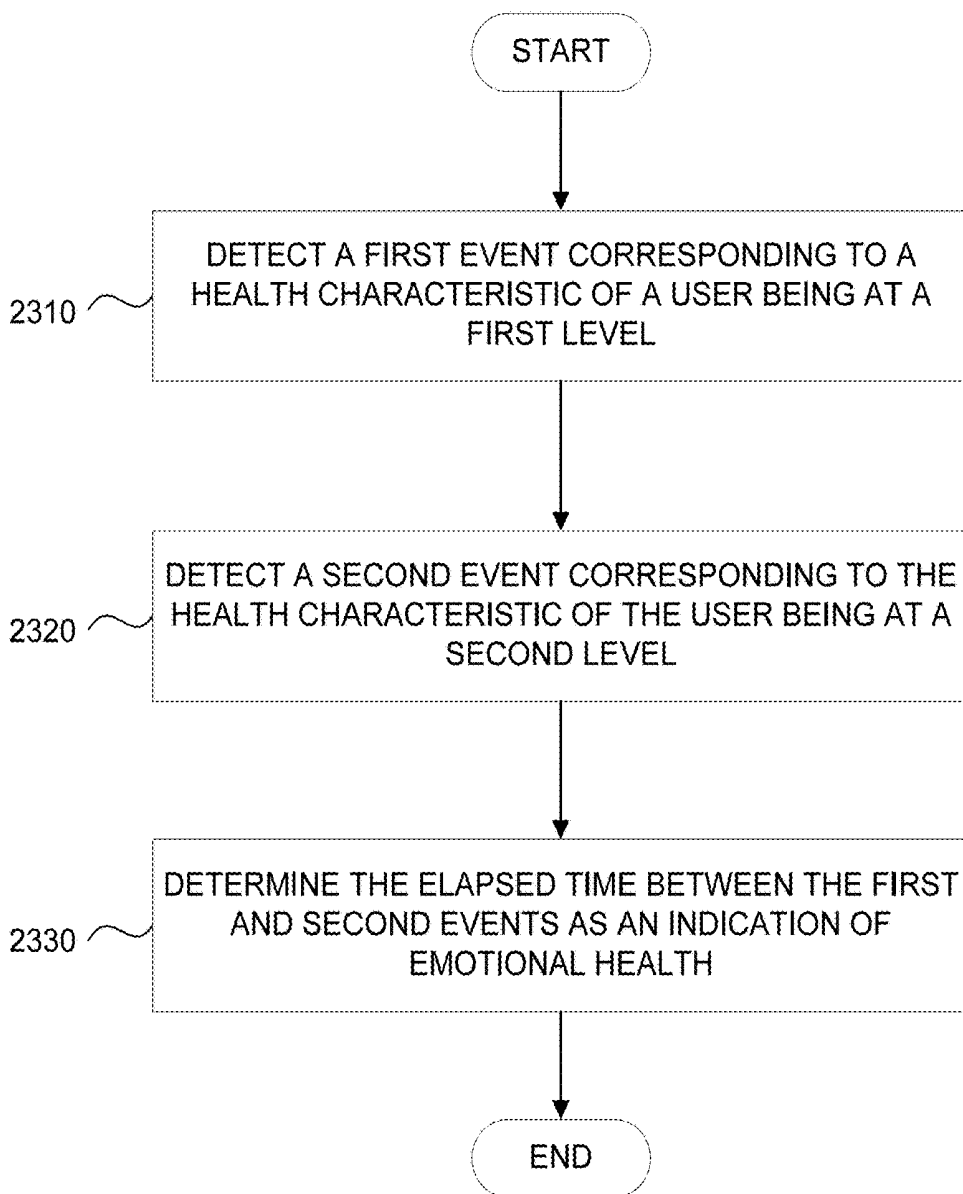 START
DETECT A FIRST EVENT CORRESPONDING TO A
HEALTH CHARACTERISTIC OF A USER BEING AT A
FIRST LEVEL
2310
DETECT A SECOND EVENT CORRESPONDING TO THE
HEALTH CHARACTERISTIC OF THE USER BEING AT A
SECOND LEVEL
2320
DETERMINE THE ELAPSED TIME BETWEEN THE FIRST
AND SECOND EVENTS AS AN INDICATION OF
EMOTIONAL HEALTH
2330
END